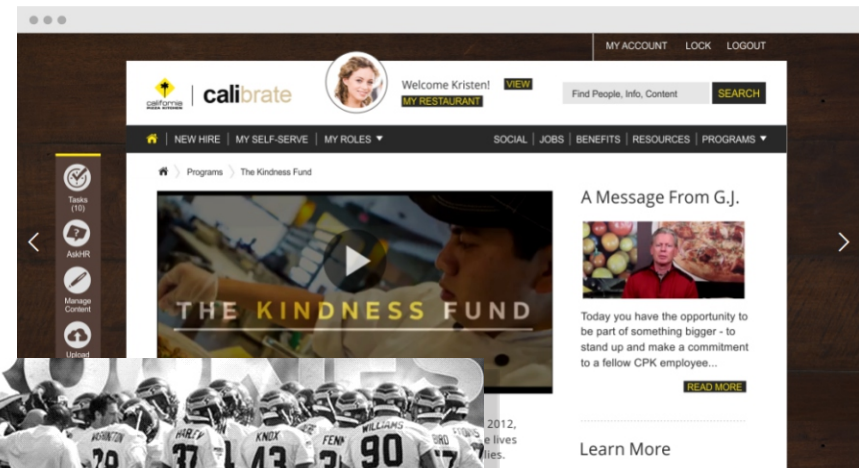 MY ACCOUNT LOCK LOGOUT
california
PIZZA KITCHEN
calibrate
Welcome Kristen! VIEW
MY RESTAURANT
Find People, Info, Content SEARCH
NEW HIRE MY SELF-SERVE MY ROLES SOCIAL JOBS BENEFITS RESOURCES PROGRAMS
Programs The Kindness Fund
Tasks
(10)
AskHR
Manage
Content
Upload
THE KINDNESS FUND
A Message From G.J.
Today you have the opportunity to
be part of something bigger - to
stand up and make a commitment
to a fellow CPK employee...
READ MORE
Learn More
2012,
e lives
lies.
HARLEY KNOX FENN WILLIAMS
37 43 90